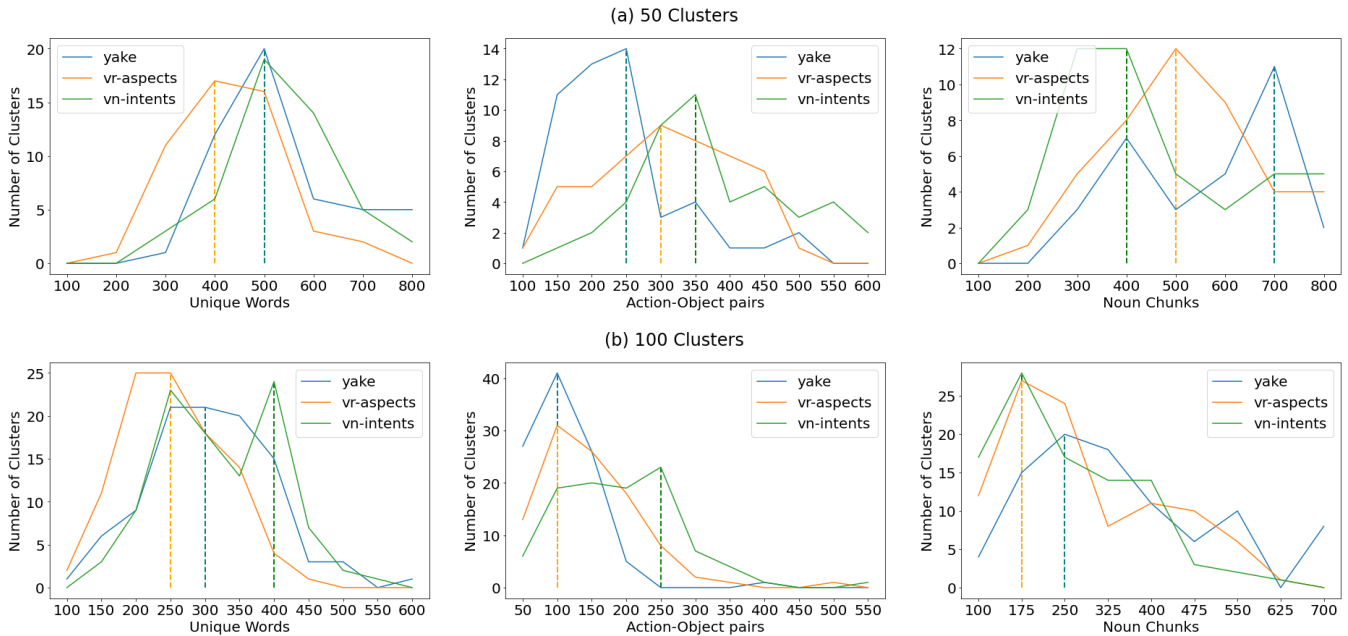 (a) 50 Clusters
Number of Clusters
20
15
10
5
0
yake
vr-aspects
vn-intents
100 200 300 400 500 600 700 800
Unique Words
Number of Clusters
14
12
10
8
6
4
2
0
yake
vr-aspects
vn-intents
100 150 200 250 300 350 400 450 500 550 600
Action-Object pairs
Number of Clusters
12
10
8
6
4
2
0
yake
vr-aspects
vn-intents
100 200 300 400 500 600 700 800
Noun Chunks
(b) 100 Clusters
Number of Clusters
25
20
15
10
5
0
yake
vr-aspects
vn-intents
100 150 200 250 300 350 400 450 500 550 600
Unique Words
Number of Clusters
40
30
20
10
0
yake
vr-aspects
vn-intents
50 100 150 200 250 300 350 400 450 500 550
Action-Object pairs
Number of Clusters
25
20
15
10
5
0
yake
vr-aspects
vn-intents
100 175 250 325 400 475 550 625 700
Noun Chunks